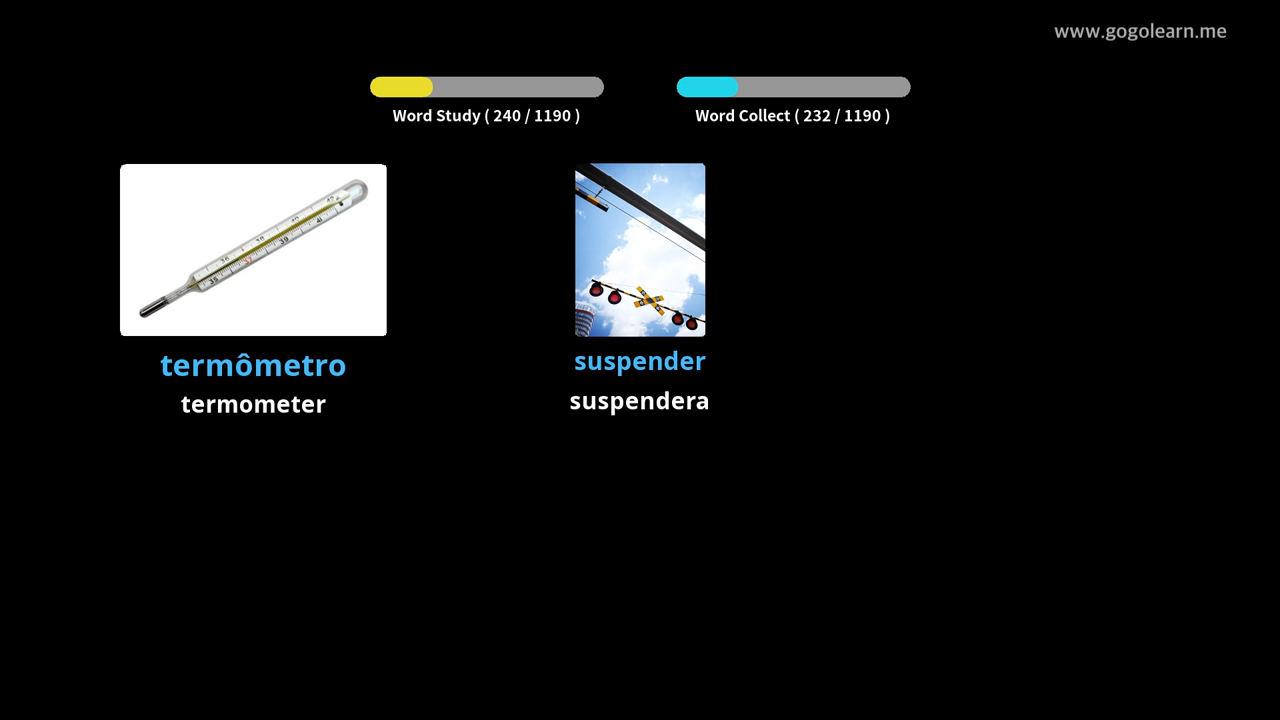 www.gogolearn.me
Word Study ( 240 / 1190 )
Word Collect ( 232 / 1190 )
termômetro
termometer
suspender
suspendera